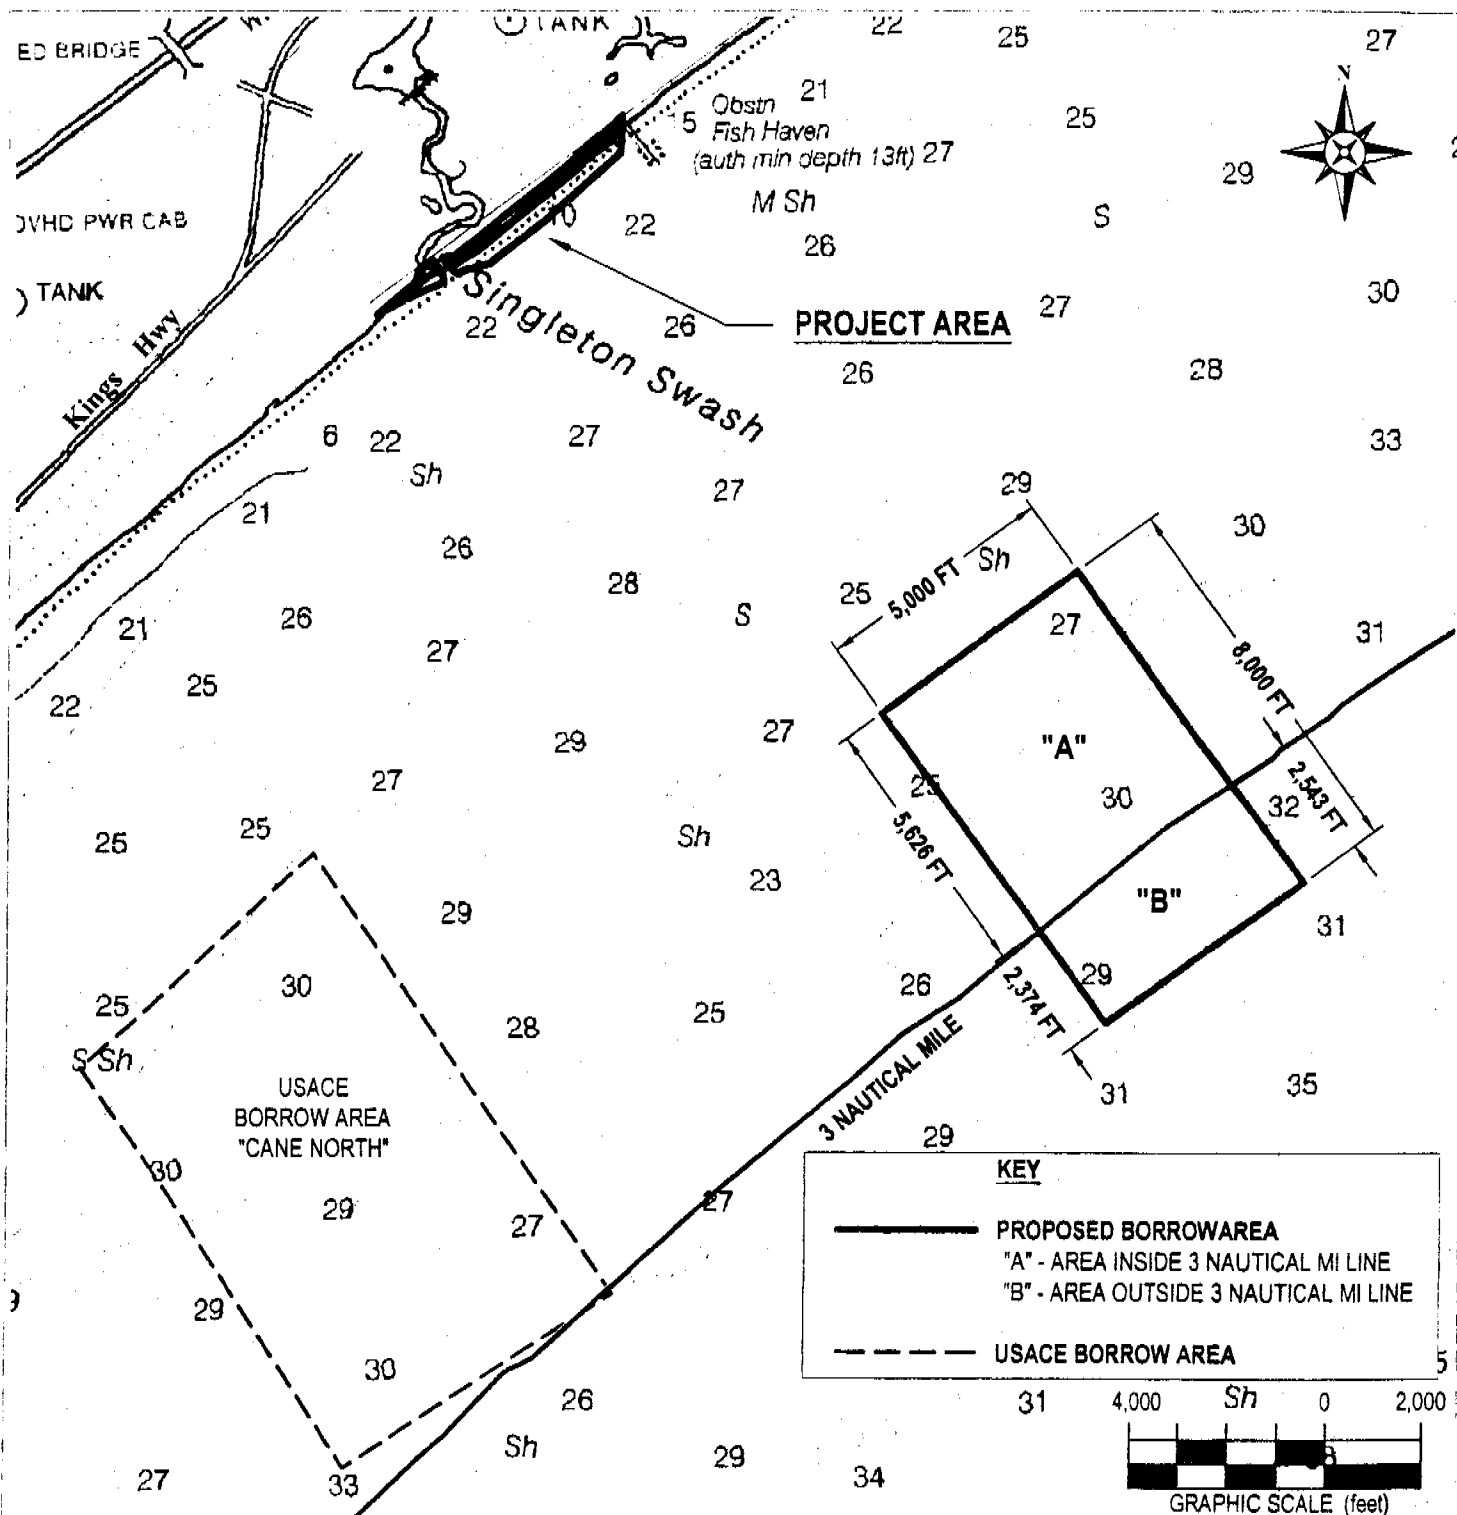 TANK
22
25
27
ED BRIDGE
N
Obstn 21
15 Fish Haven
(auth min depth 13ft) 27
25
29
M Sh
S
OVHD PWR CAB
10
22
26
TANK
Kings Hwy
Singleton Swash
22
26
PROJECT AREA
27
30
26
28
6
22
27
33
Sh
27
29
21
30
26
Sh
5,000 FT
28
25
S
27
21
26
31
27
8,000 FT
25
22
27
29
"A"
27
25
30
2,543 FT
32
5,626 FT
25
25
Sh
23
"B"
29
31
30
26
29
2,374 FT
25
28
25
3 NAUTICAL MILE
S Sh
USACE
BORROW AREA
"CANE NORTH"
31
35
29
30
29
27
27
KEY
PROPOSED BORROWAREA
"A" - AREA INSIDE 3 NAUTICAL MI LINE
"B" - AREA OUTSIDE 3 NAUTICAL MI LINE
USACE BORROW AREA
9
29
30
26
31
5
4,000
Sh
0
2,000
Sh
29
34
27
33
GRAPHIC SCALE (feet)